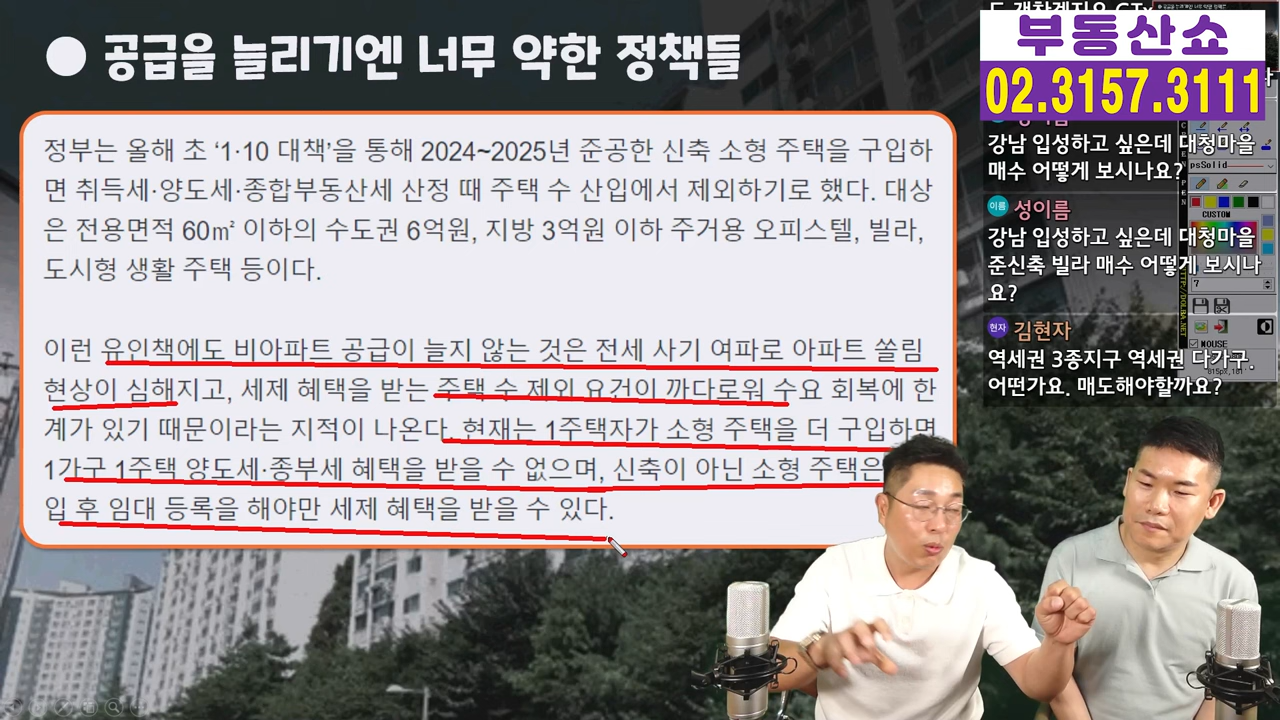 ● 공급을 늘리기엔 너무 약한 정책들
정부는 올해 초 ‘1·10 대책’을 통해 2024~2025년 준공한 신축 소형 주택을 구입하
면 취득세·양도세·종합부동산세 산정 때 주택 수 산입에서 제외하기로 했다. 대상
은 전용면적 60㎡ 이하의 수도권 6억원, 지방 3억원 이하 주거용 오피스텔, 빌라,
도시형 생활 주택 등이다.
이런 유인책에도 비아파트 공급이 늘지 않는 것은 전세 사기 여파로 아파트 쏠림
현상이 심해지고, 세제 혜택을 받는 주택 수 제외 요건이 까다로워 수요 회복에 한
계가 있기 때문이라는 지적이 나온다. 현재는 1주택자가 소형 주택을 더 구입하면
1가구 1주택 양도세·종부세 혜택을 받을 수 없으며, 신축이 아닌 소형 주택은
입 후 임대 등록을 해야만 세제 혜택을 받을 수 있다.
부동산쇼
02.3157.3111
강남 입성하고 싶은데 대청마을
매수 어떻게 보시나요?
이름 성이름
강남 입성하고 싶은데 대청마을
준신축 빌라 매수 어떻게 보시나
요?
현자 김현자
역세권 3종지구 역세권 다가구.
어떤가요. 매도해야할까요?
psSolid
CUSTOM
7
MOUSE